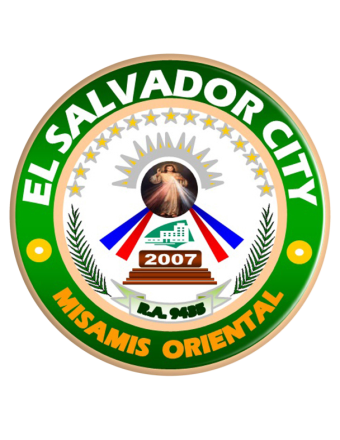 EL SALVADOR CITY
2007
R.A. 9435
MISAMIS ORIENTAL